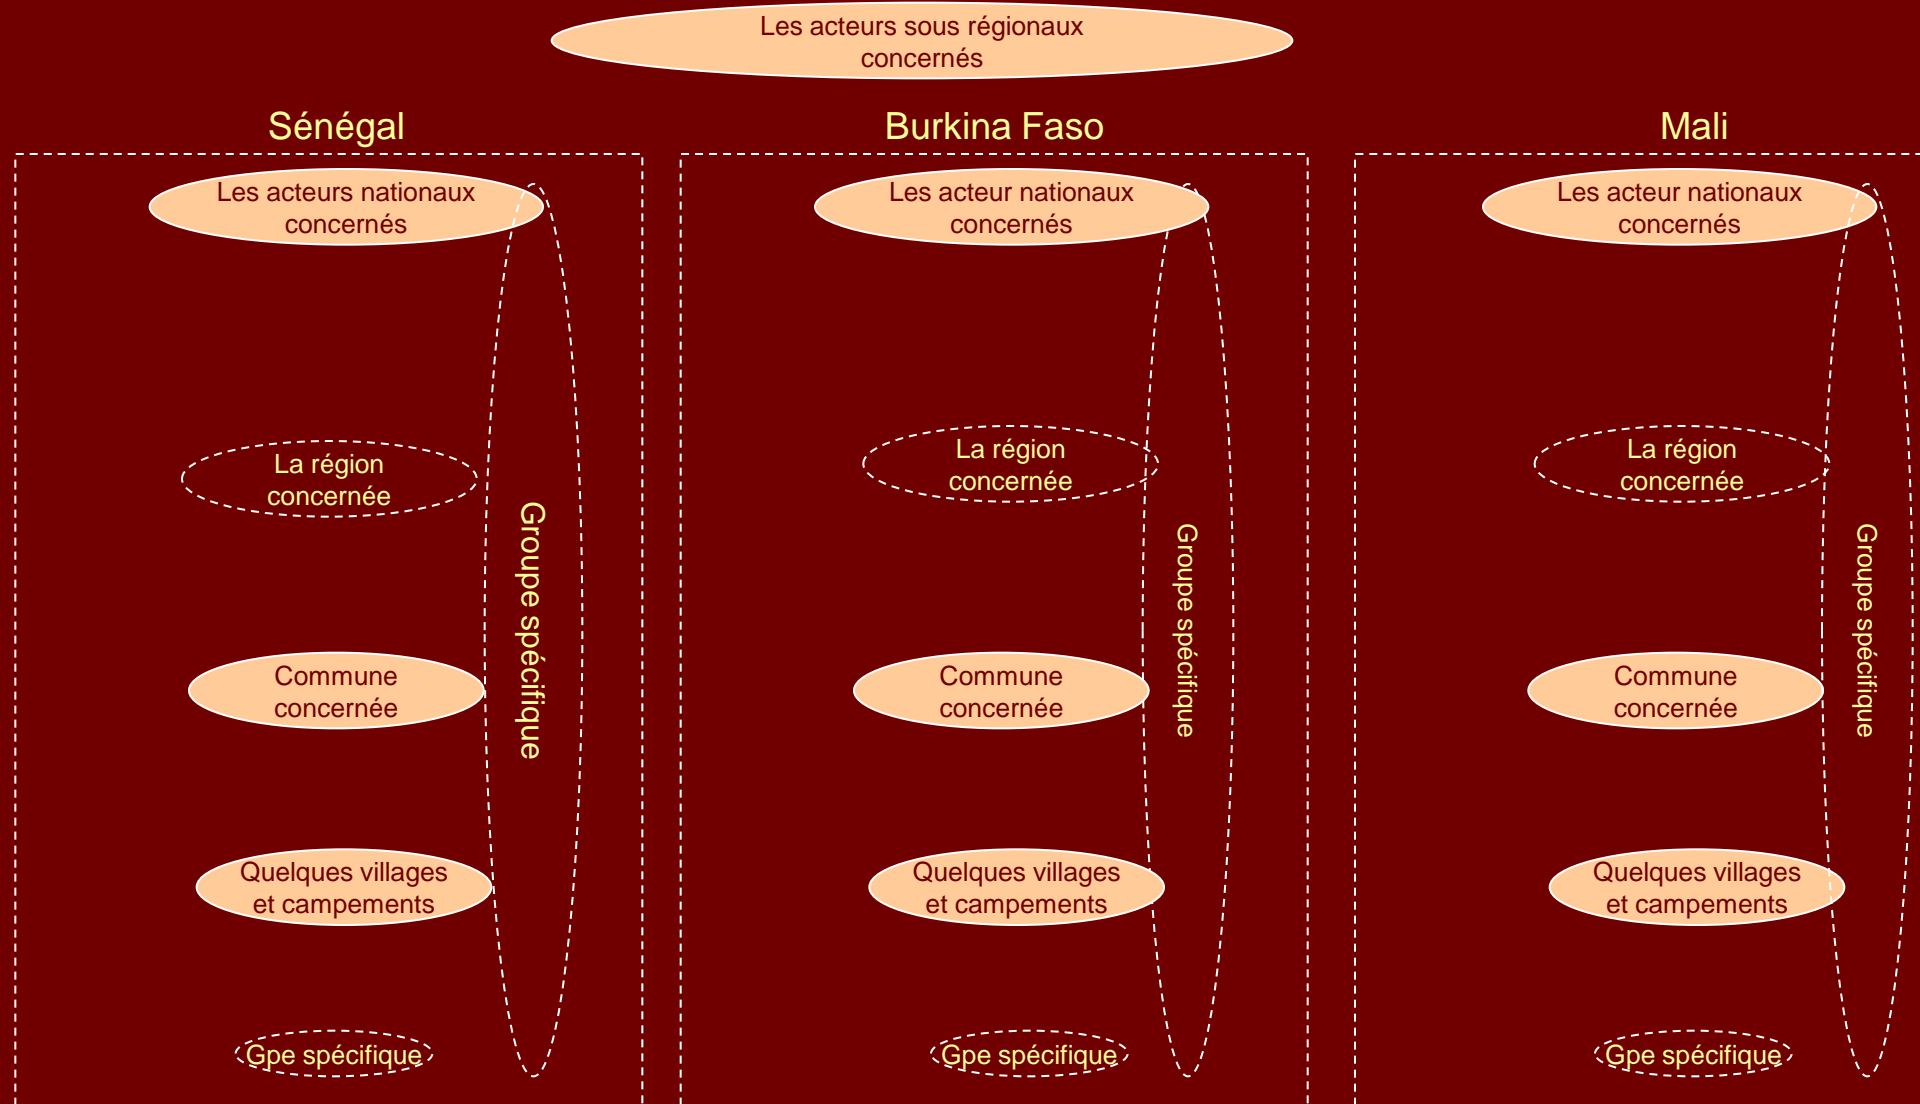 Les acteurs sous régionaux
concernés
Sénégal
Les acteurs nationaux
concernés
La région
concernée
Groupe spécifique
Commune
concernée
Quelques villages
et campements
Gpe spécifique
Burkina Faso
Les acteur nationaux
concernés
La région
concernée
Groupe spécifique
Commune
concernée
Quelques villages
et campements
Gpe spécifique
Mali
Les acteur nationaux
concernés
La région
concernée
Groupe spécifique
Commune
concernée
Quelques villages
et campements
Gpe spécifique